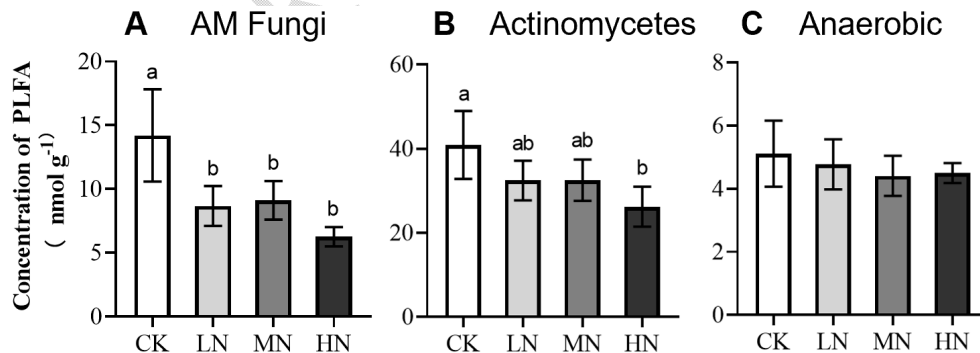 A AM Fungi
B Actinomycetes
C Anaerobic
Concentration of PLFA
( nmol g⁻¹)
20
15
10
5
0
a
b
b
b
CK LN MN HN
60
40
20
0
a
ab
ab
b
CK LN MN HN
8
6
4
2
0
CK LN MN HN